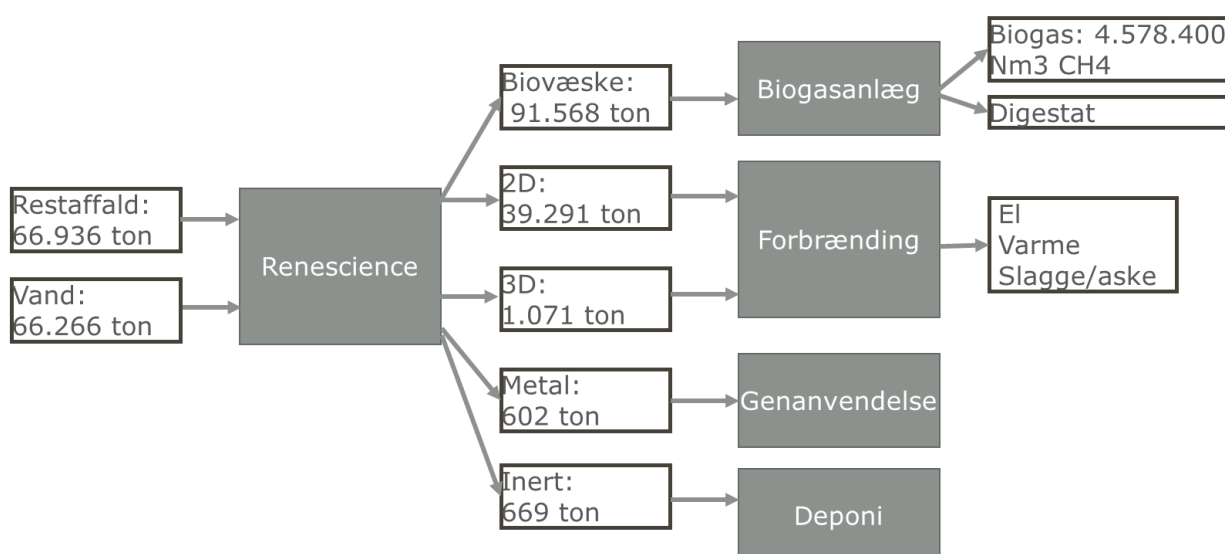 Restaffald:
66.936 ton
Vand:
66.266 ton
Renescience
Biovæske:
91.568 ton
2D:
39.291 ton
3D:
1.071 ton
Metal:
602 ton
Inert:
669 ton
Biogasanlæg
Forbrænding
Genanvendelse
Deponi
Biogas: 4.578.400
Nm3 CH4
Digestat
El
Varme
Slagge/aske